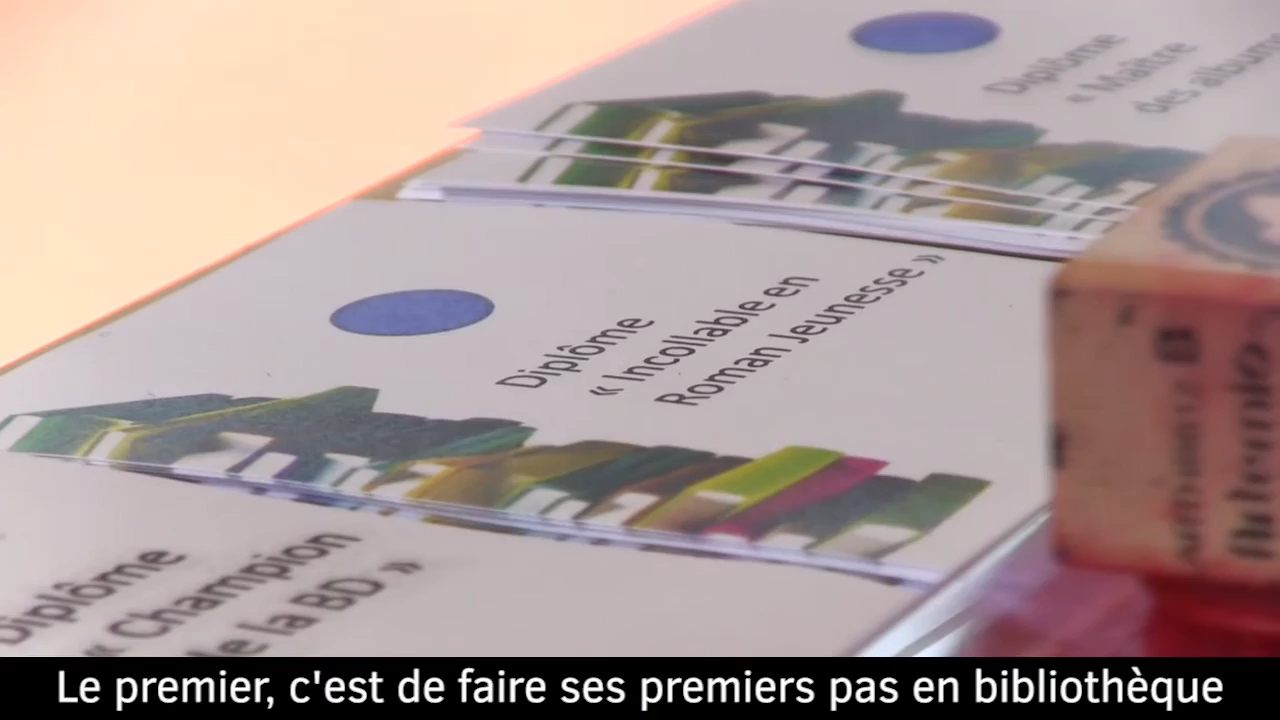 Diplôme
« Maître
des albums
Diplôme
« Incollable en
Roman Jeunesse »
Diplôme
« Champion
de la BD »
Le premier, c'est de faire ses premiers pas en bibliothèque